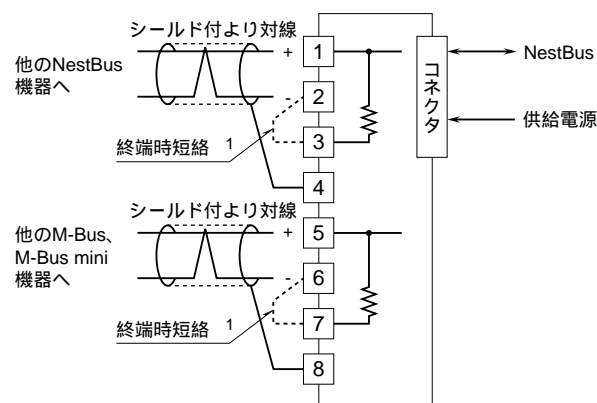 シールド付より対線
他のNestBus
機器へ
+
1
-
2
終端時短絡 1
3
4
シールド付より対線
他のM-Bus、
M-Bus mini
機器へ
+
5
-
6
終端時短絡 1
7
8
コネクタ
NestBus
供給電源